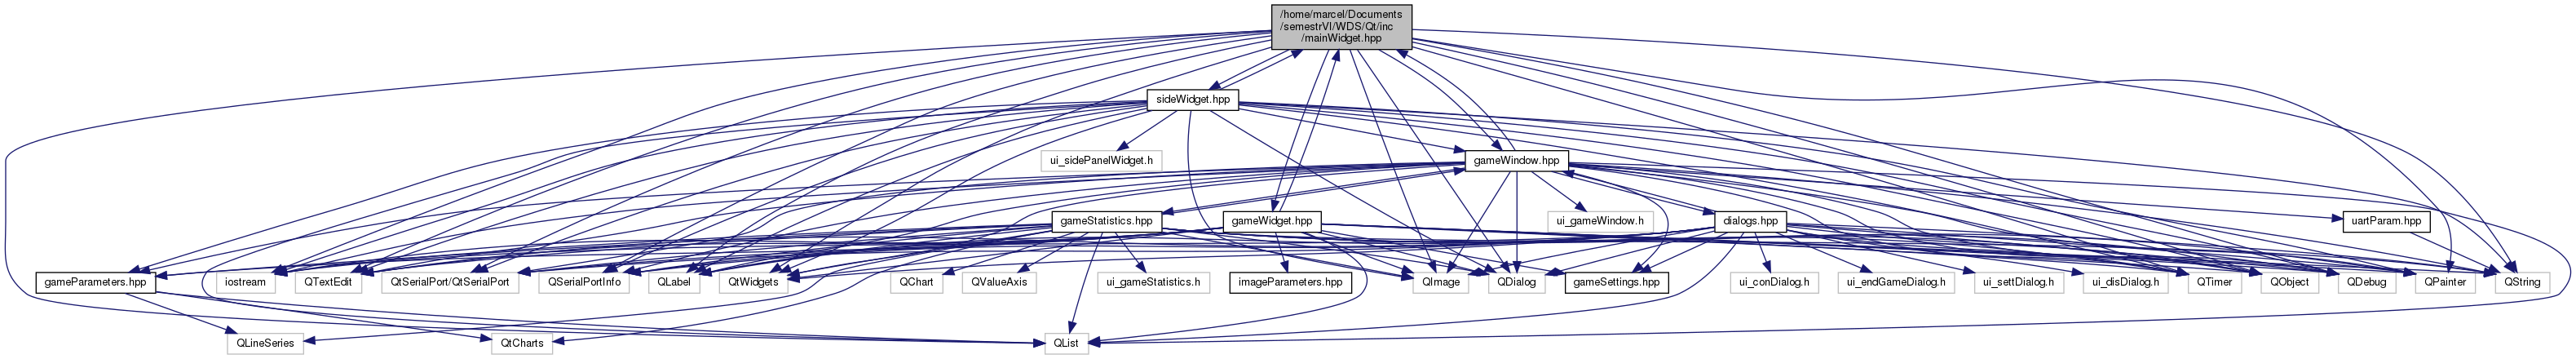 /home/marcel/Documents
/semestrVI/WDS/Qt/inc
/mainWidget.hpp
sideWidget.hpp
ui_sidePanelWidget.h
gameWindow.hpp
gameStatistics.hpp
gameWidget.hpp
ui_gameWindow.h
dialogs.hpp
uartParam.hpp
gameParameters.hpp
iostream
QTextEdit
QtSerialPort/QtSerialPort
QSerialPortInfo
QLabel
QtWidgets
QChart
QValueAxis
ui_gameStatistics.h
imageParameters.hpp
QImage
QDialog
gameSettings.hpp
ui_conDialog.h
ui_endGameDialog.h
ui_settDialog.h
ui_disDialog.h
QTimer
QObject
QDebug
QPainter
QString
QLineSeries
QtCharts
QList